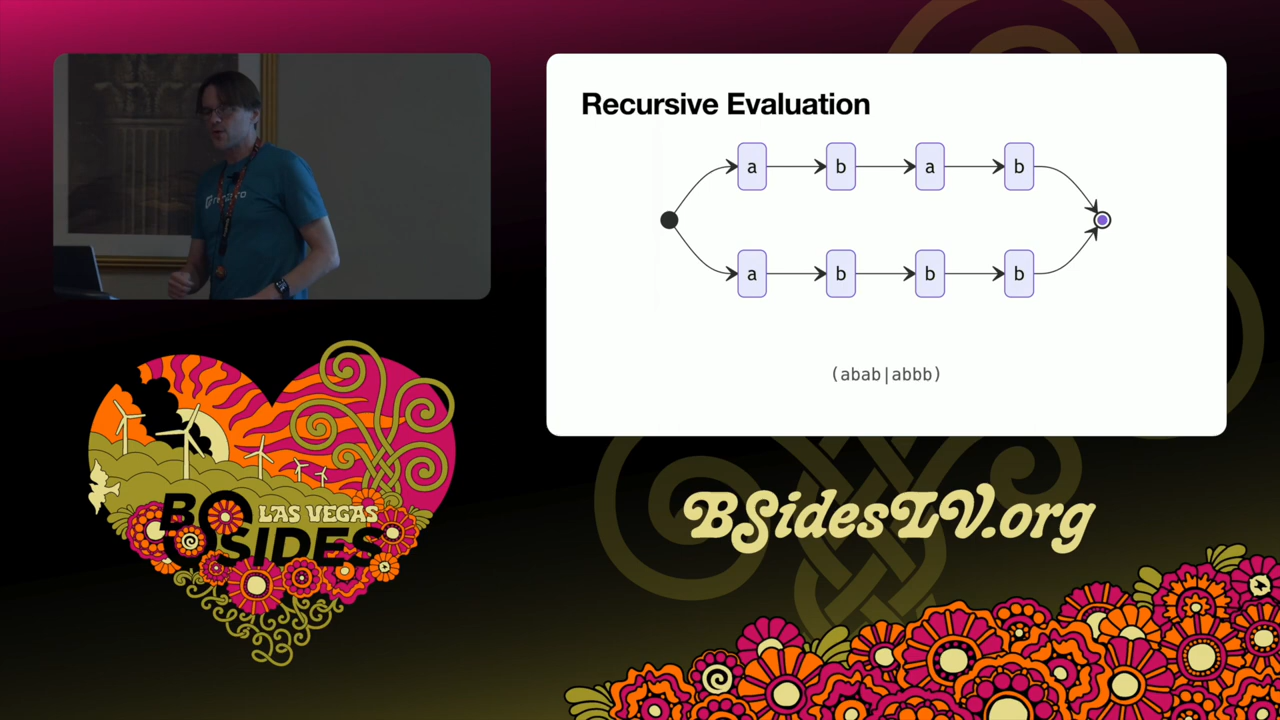 Recursive Evaluation
a b a b
a b b b
(abab|abbb)
BSidesLV.org
LAS VEGAS
BSIDES